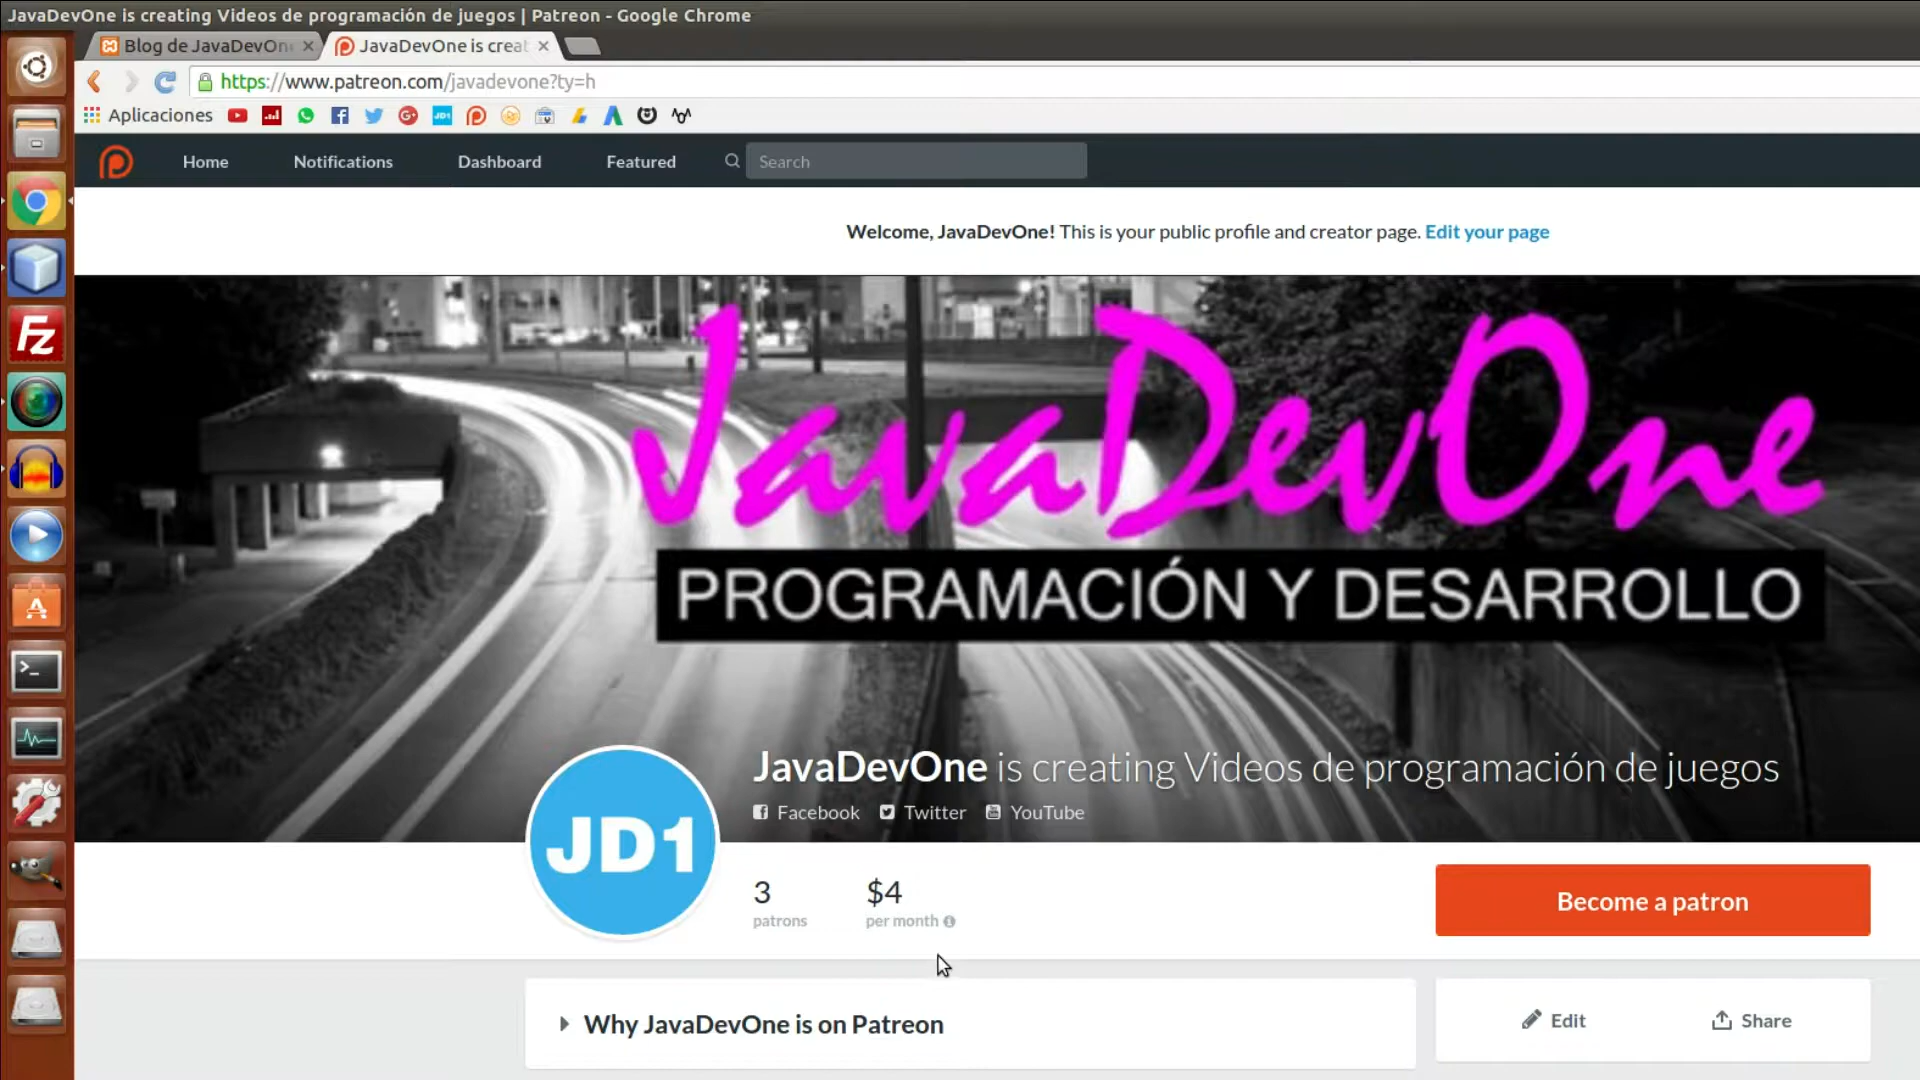 JavaDevOne is creating Videos de programación de juegos | Patreon - Google Chrome
Blog de JavaDevOn
JavaDevOne is creat
https://www.patreon.com/javadevone?ty=h
Aplicaciones
JD1
Home
Notifications
Dashboard
Featured
Search
Welcome, JavaDevOne! This is your public profile and creator page. Edit your page
JavaDevOne
PROGRAMACIÓN Y DESARROLLO
JavaDevOne is creating Videos de programación de juegos
Facebook
Twitter
YouTube
JD1
3
patrons
$4
per month
Become a patron
Why JavaDevOne is on Patreon
Edit
Share